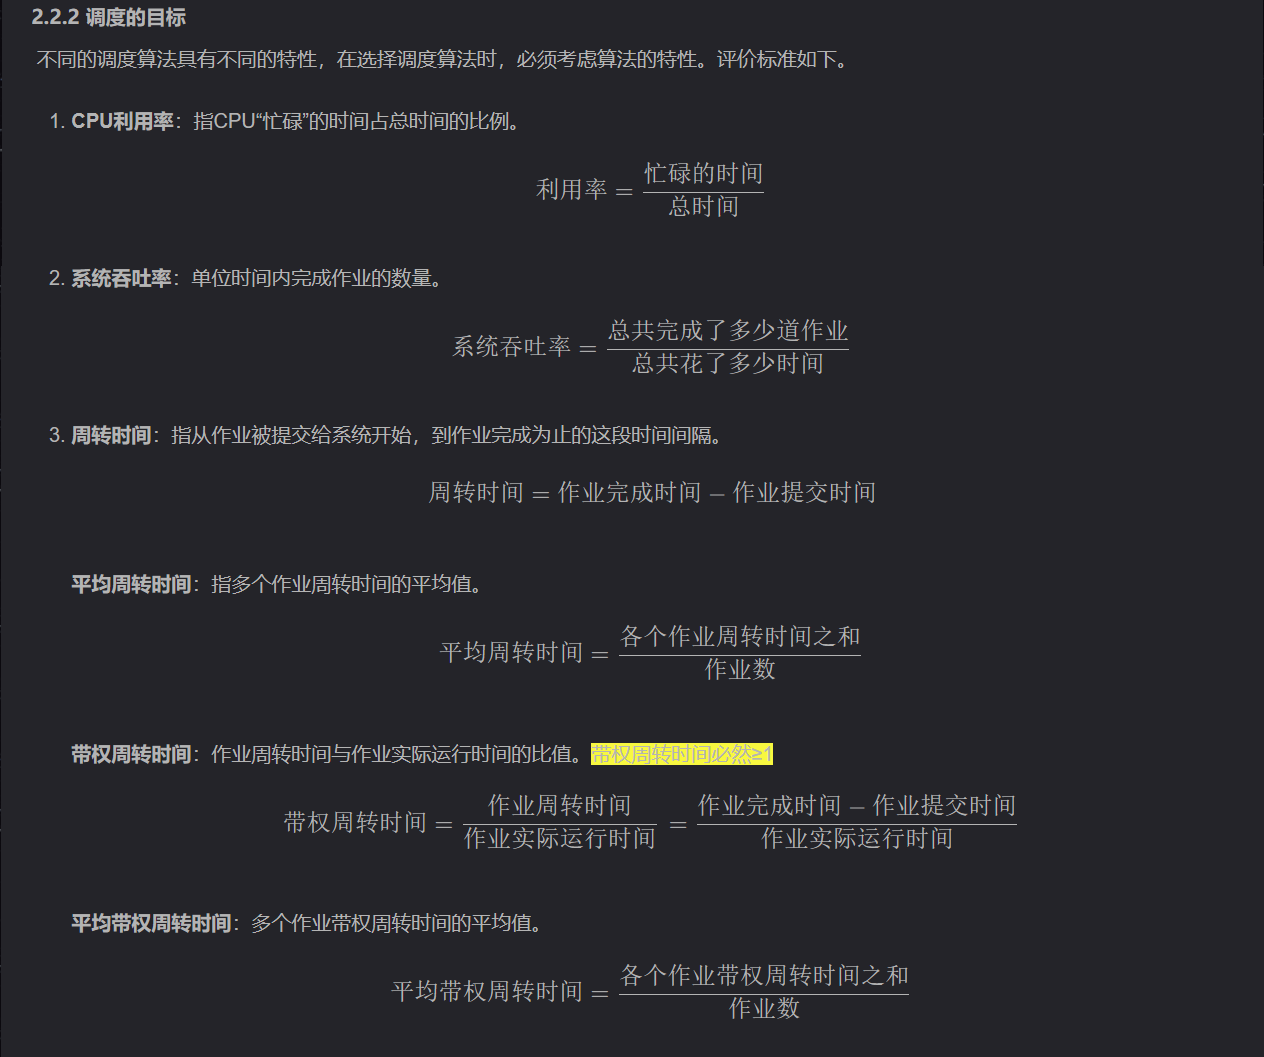 2.2.2 调度的目标
不同的调度算法具有不同的特性，在选择调度算法时，必须考虑算法的特性。评价标准如下。
1. CPU利用率：指CPU“忙碌”的时间占总时间的比例。
利用率 = 忙碌的时间 / 总时间
2. 系统吞吐率：单位时间内完成作业的数量。
系统吞吐率 = 总共完成了多少道作业 / 总共花了多少时间
3. 周转时间：指从作业被提交给系统开始，到作业完成为止的这段时间间隔。
周转时间 = 作业完成时间 − 作业提交时间
平均周转时间：指多个作业周转时间的平均值。
平均周转时间 = 各个作业周转时间之和 / 作业数
带权周转时间：作业周转时间与作业实际运行时间的比值。带权周转时间必然≥1
带权周转时间 = 作业周转时间 / 作业实际运行时间 = 作业完成时间 − 作业提交时间 / 作业实际运行时间
平均带权周转时间：多个作业带权周转时间的平均值。
平均带权周转时间 = 各个作业带权周转时间之和 / 作业数